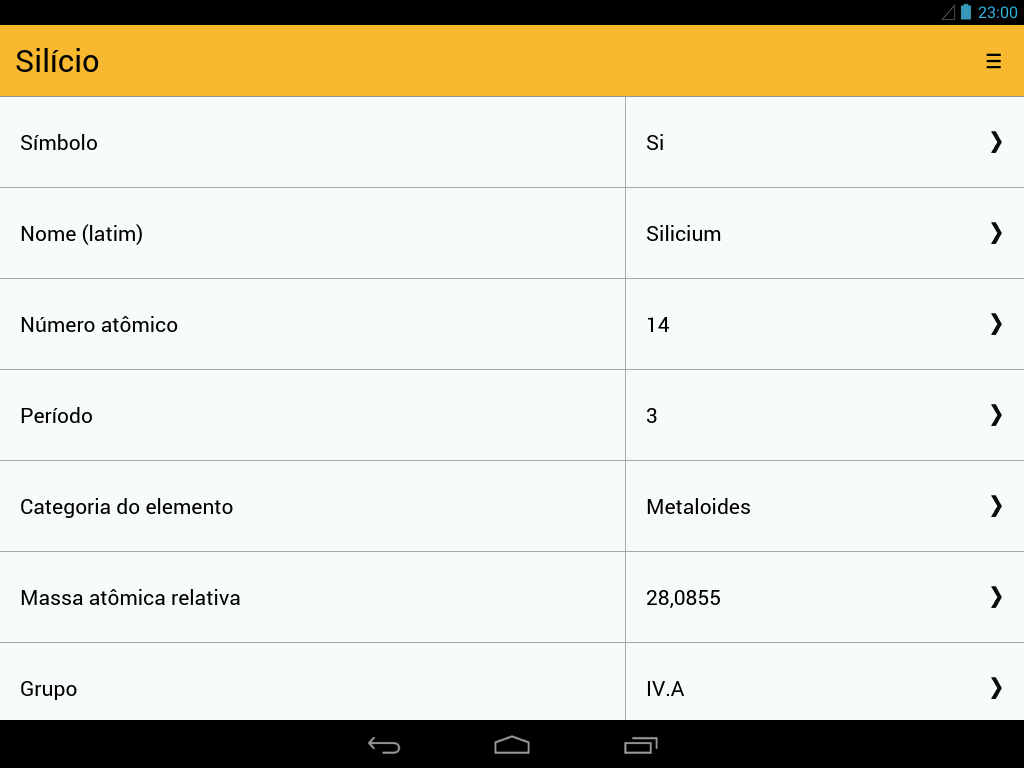 23:00
Silício
Símbolo Si
Nome (latim) Silicium
Número atômico 14
Período 3
Categoria do elemento Metaloides
Massa atômica relativa 28,0855
Grupo IV.A